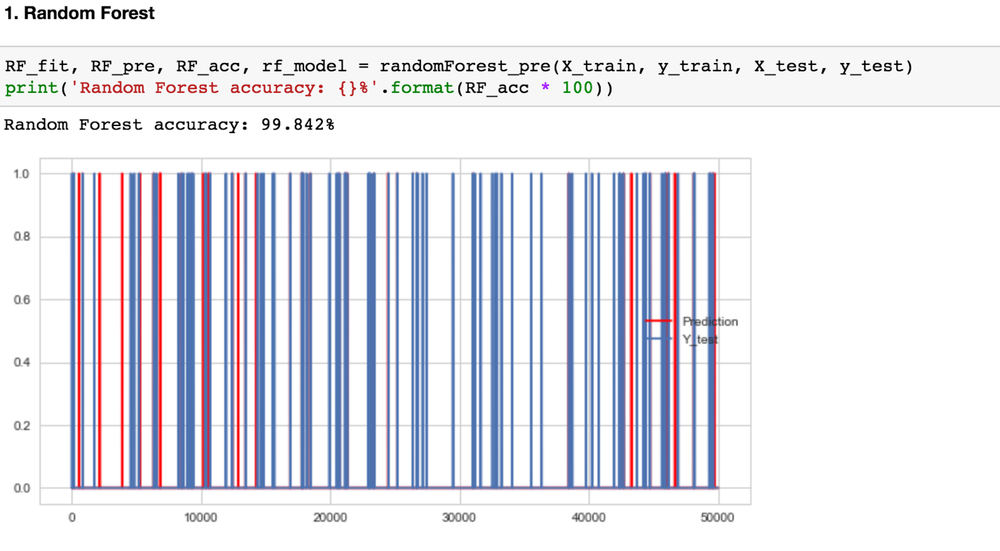 1. Random Forest
RF_fit, RF_pre, RF_acc, rf_model = randomForest_pre(X_train, y_train, X_test, y_test)
print('Random Forest accuracy: {}%'.format(RF_acc * 100))
Random Forest accuracy: 99.842%
1.0
0.8
0.6
Prediction
Y_test
0.4
0.2
0.0
0 10000 20000 30000 40000 50000